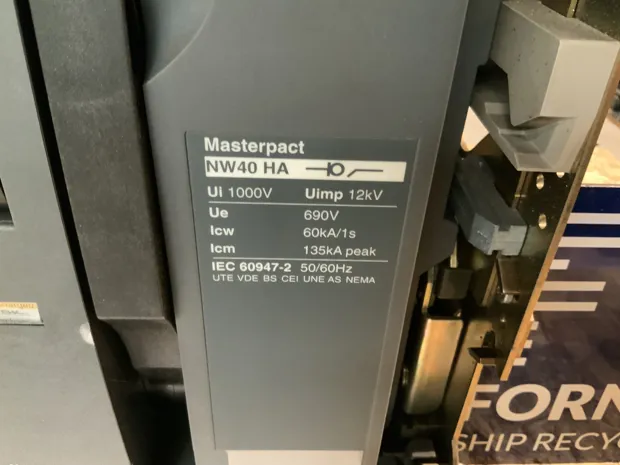 Masterpact
NW40 HA
Ui 1000V Uimp 12kV
Ue 690V
Icw 60kA/1s
Icm 135kA peak
IEC 60947-2 50/60Hz
UTE VDE BS CEI UNE AS NEMA
FORN
SHIP RECY